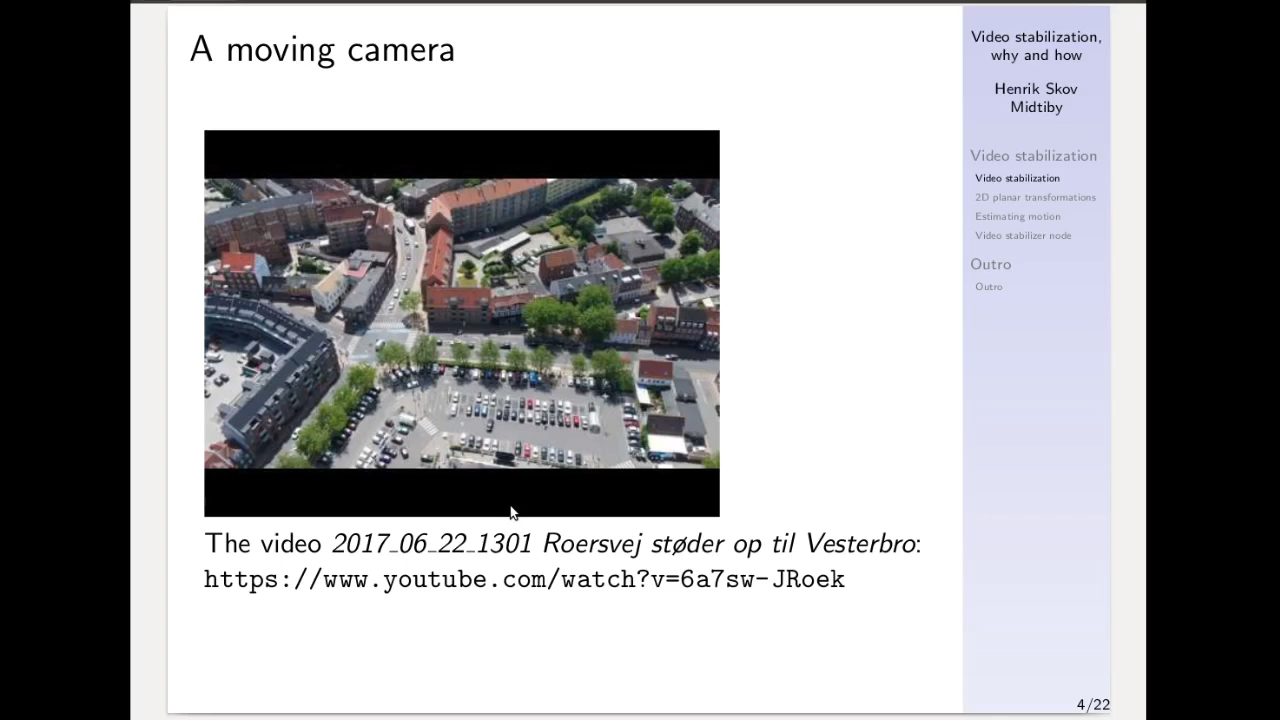 A moving camera
The video 2017_06_22_1301 Roersvej støder op til Vesterbro:
https://www.youtube.com/watch?v=6a7sw-JRoek
Video stabilization,
why and how
Henrik Skov
Midtiby
Video stabilization
Video stabilization
2D planar transformations
Estimating motion
Video stabilizer node
Outro
Outro
4/22